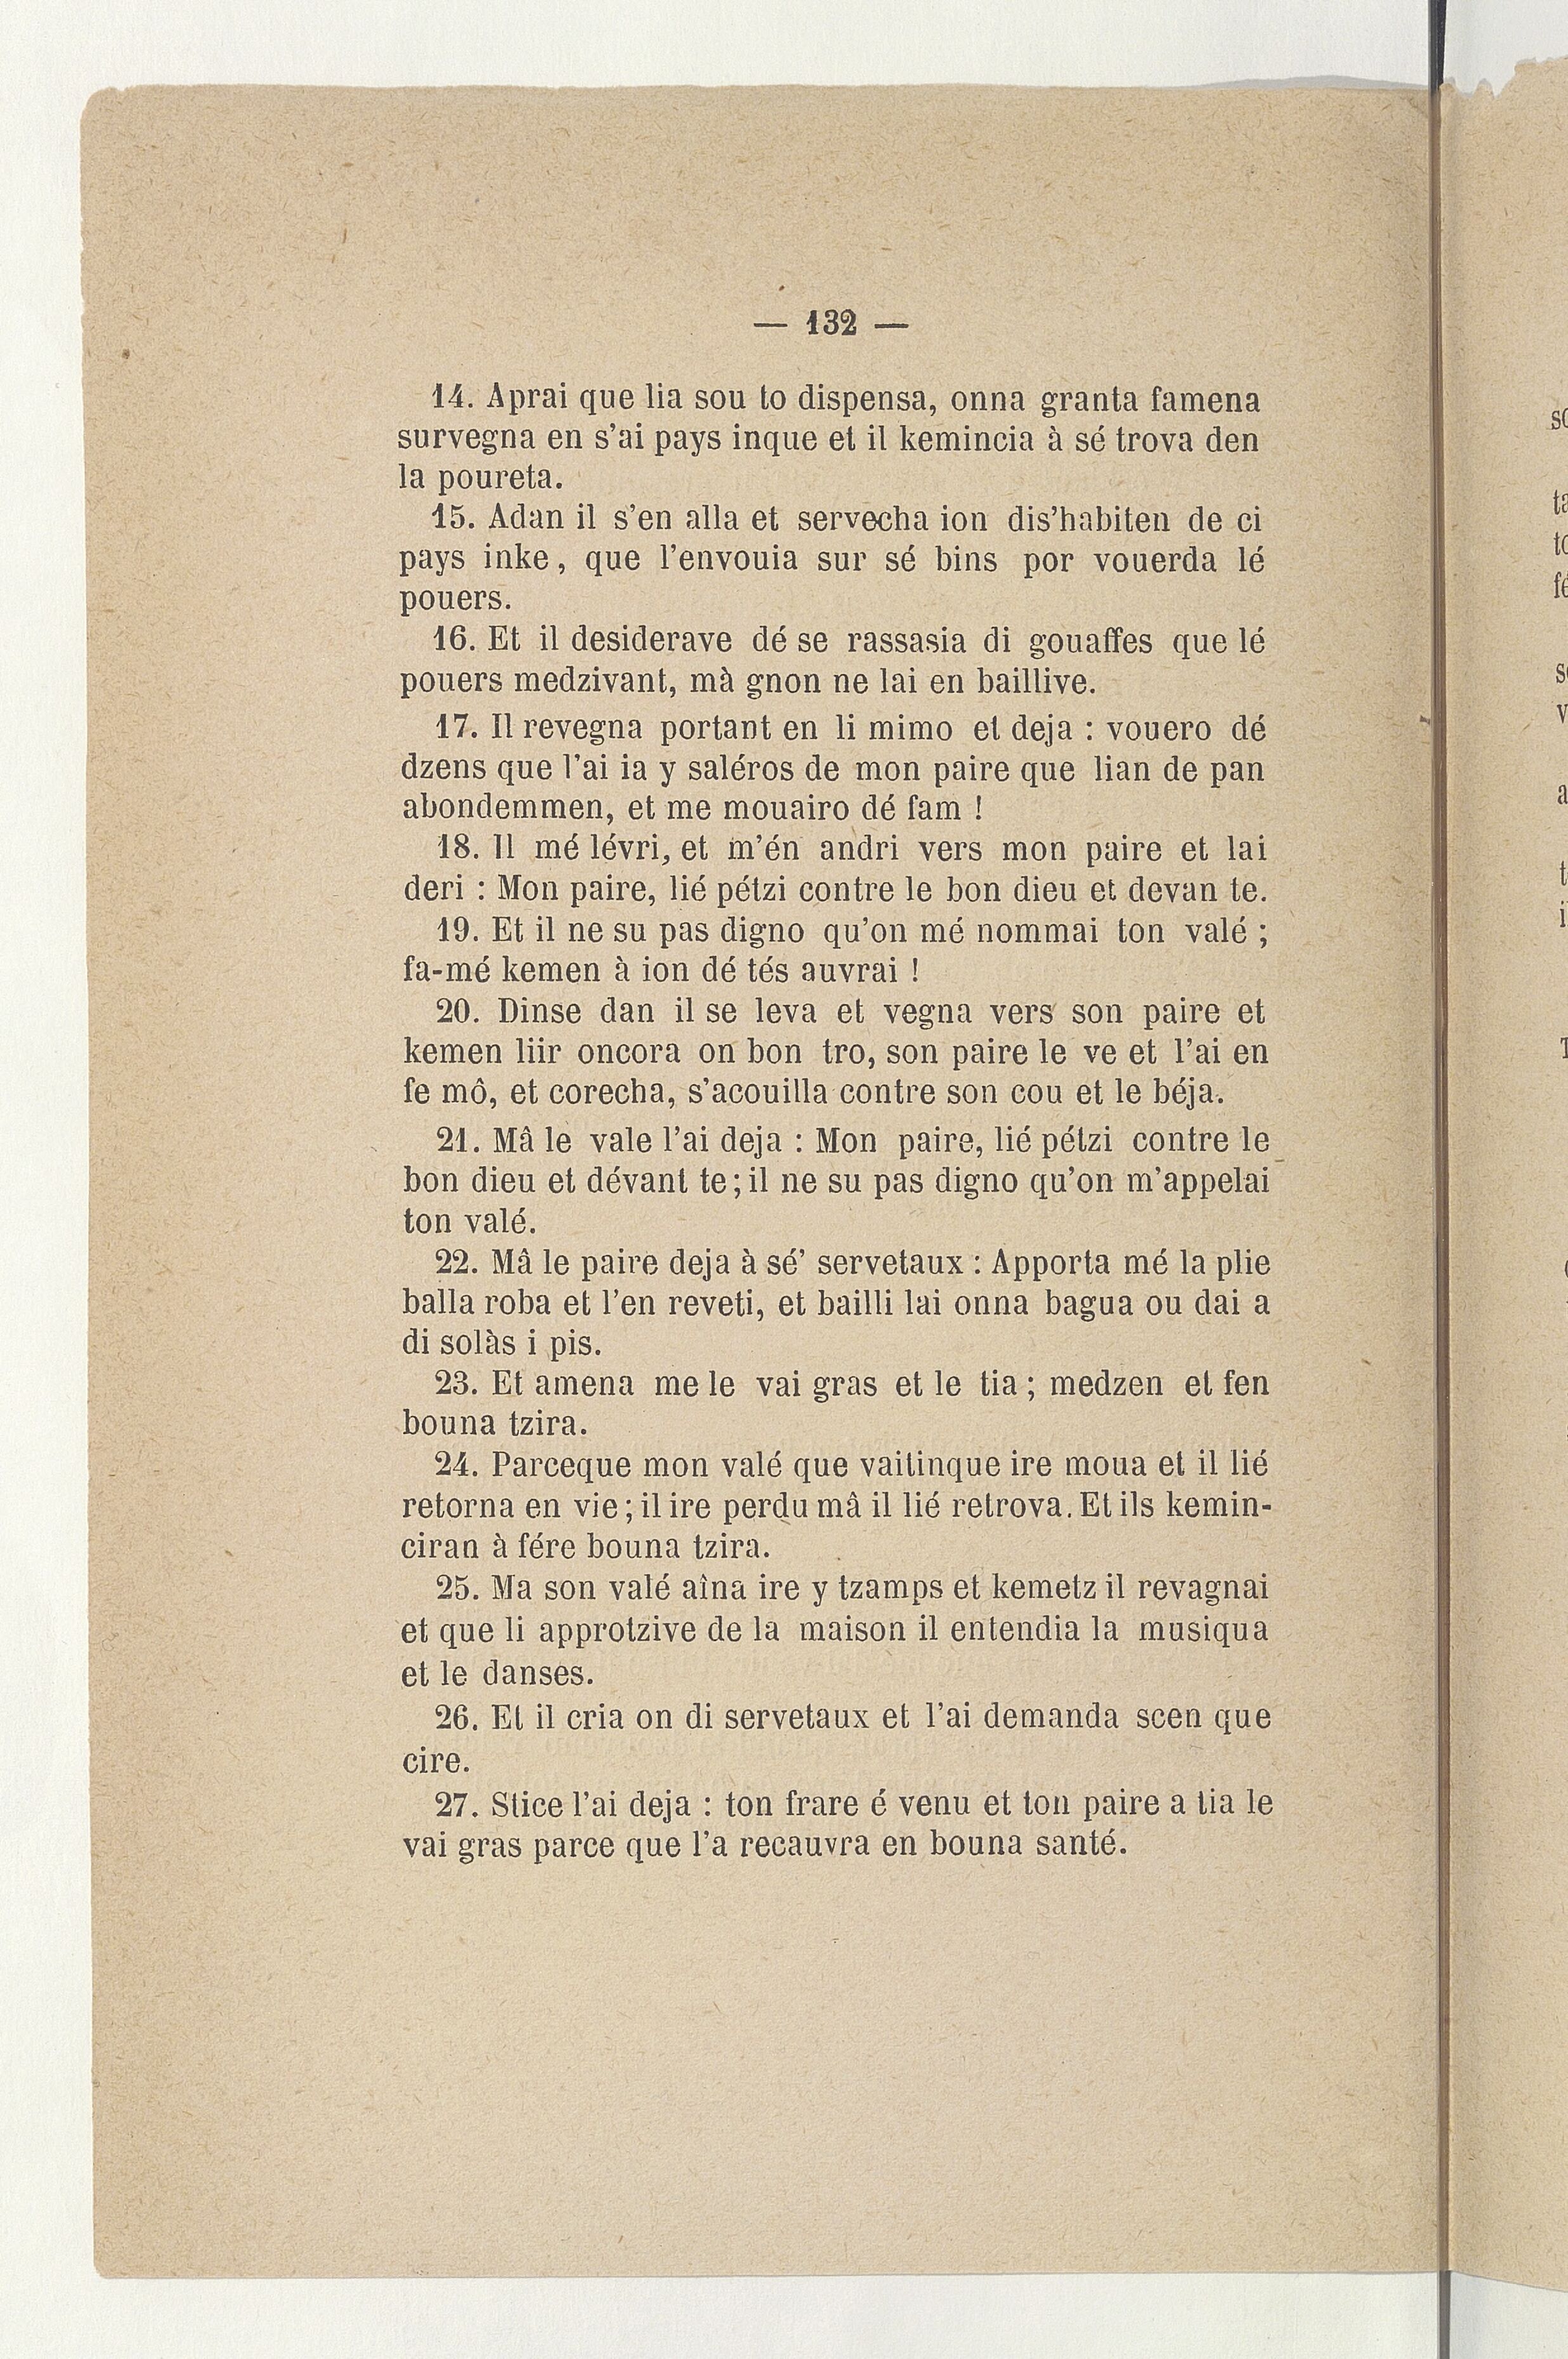 — 132 —
14. Aprai que lia sou to dispensa, onna granta famena
survegna en s'ai pays inque et il kemincia à sé trova den
la poureta.
15. Adan il s'en alla et servecha ion dis'habiten de ci
pays inke, que l'envouia sur sé bins por vouerda lé
pouers.
16. Et il desiderave dé se rassasia di gouaffes que lé
pouers medzivant, mà gnon ne lai en baillive.
17. Il revegna portant en li mimo et deja : vouero dé
dzens que l'ai ia y saléros de mon paire que lian de pan
abondemmen, et me mouairo dé fam !
18. Il mé lévri, et m'én andri vers mon paire et lai
deri : Mon paire, lié pétzi contre le bon dieu et devan te.
19. Et il ne su pas digno qu'on mé nommai ton valé ;
fa-mé kemen à ion dé tés auvrai !
20. Dinse dan il se leva et vegna vers son paire et
kemen liir oncora on bon tro, son paire le ve et l'ai en
fe mô, et corecha, s'acouilla contre son cou et le béja.
21. Mâ le vale l'ai deja : Mon paire, lié pétzi contre le
bon dieu et dévant te ; il ne su pas digno qu'on m'appelai
ton valé.
22. Mâ le paire deja à sé' servetaux : Apporta mé la plie
balla roba et l'en reveti, et bailli lai onna bagua ou dai a
di solàs i pis.
23. Et amena me le vai gras et le tia ; medzen et fen
bouna tzira.
24. Parceque mon valé que vaitinque ire moua et il lié
retorna en vie ; il ire perdu mâ il lié retrova. Et ils kemin-
ciran à fére bouna tzira.
25. Ma son valé aîna ire y tzamps et kemetz il revagnai
et que li approtzive de la maison il entendia la musiqua
et le danses.
26. Et il cria on di servetaux et l'ai demanda scen que
cire.
27. Stice l'ai deja : ton frare é venu et ton paire a tia le
vai gras parce que l'a recauvra en bouna santé.